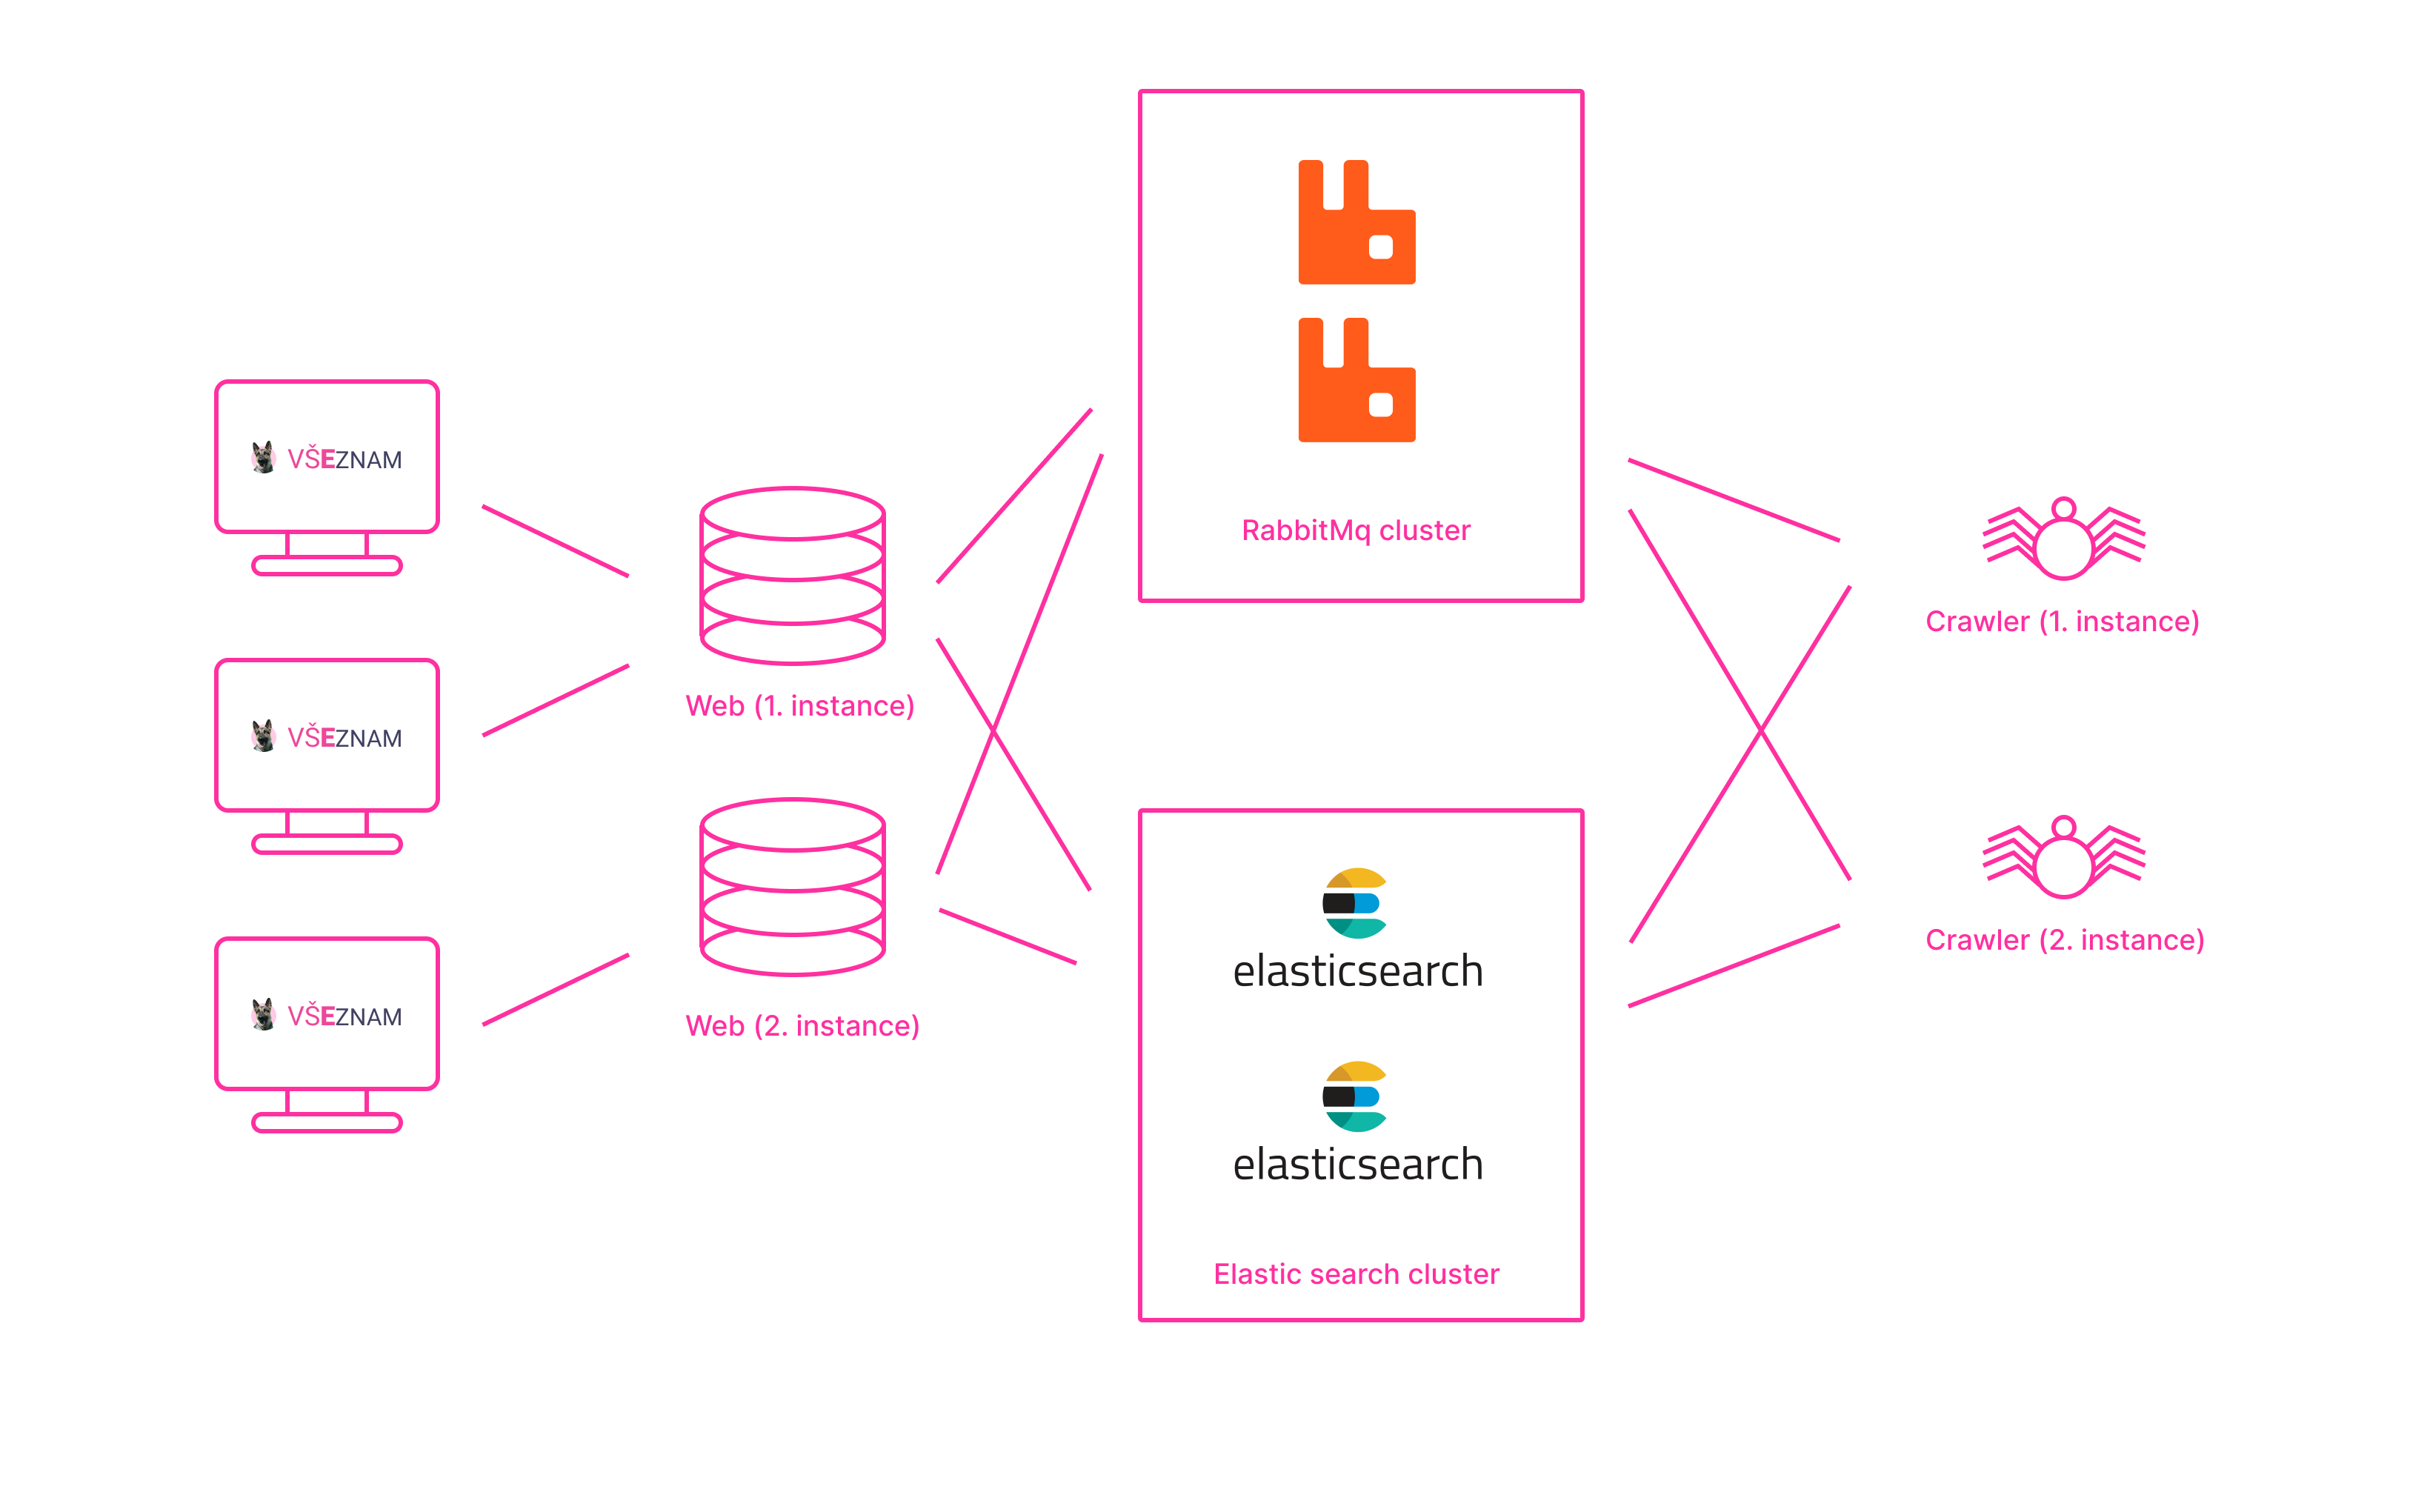 VŠEZNAM
VŠEZNAM
VŠEZNAM
Web (1. instance)
Web (2. instance)
RabbitMq cluster
elasticsearch
elasticsearch
Elastic search cluster
Crawler (1. instance)
Crawler (2. instance)